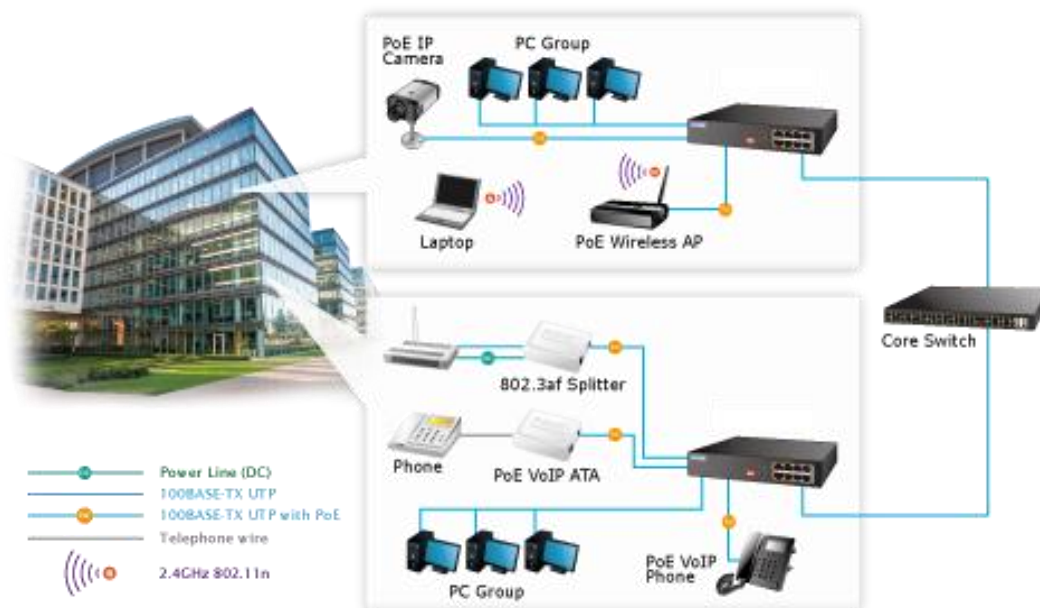 PoE IP
Camera
PC Group
Laptop
PoE Wireless AP
Core Switch
802.3af Splitter
Phone
PoE VoIP ATA
PC Group
PoE VoIP
Phone
Power Line (DC)
100BASE-TX UTP
100BASE-TX UTP with PoE
Telephone wire
2.4GHz 802.11n